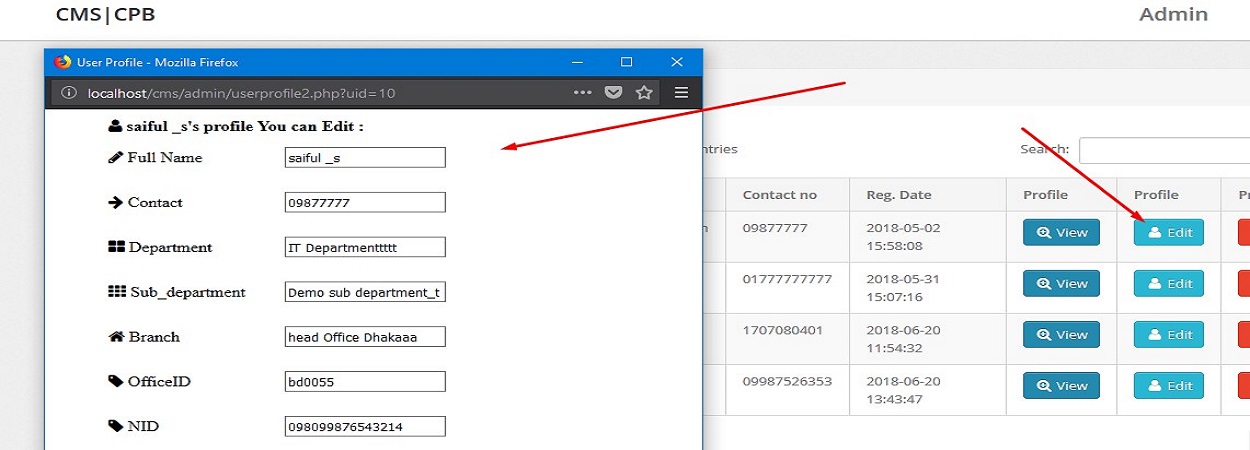 CMS|CPB
Admin
User Profile - Mozilla Firefox
localhost/cms/admin/userprofile2.php?uid=10
saiful _s's profile You can Edit :
Full Name saiful _s
Contact 09877777
Department IT Departmenttttt
Sub_department Demo sub department_t
Branch head Office Dhakaaa
OfficeID bd0055
NID 098099876543214
ntries
Search:
Contact no Reg. Date Profile Profile
09877777 2018-05-02 View Edit
15:58:08
01777777777 2018-05-31 View Edit
15:07:16
1707080401 2018-06-20 View Edit
11:54:32
09987526353 2018-06-20 View Edit
13:43:47